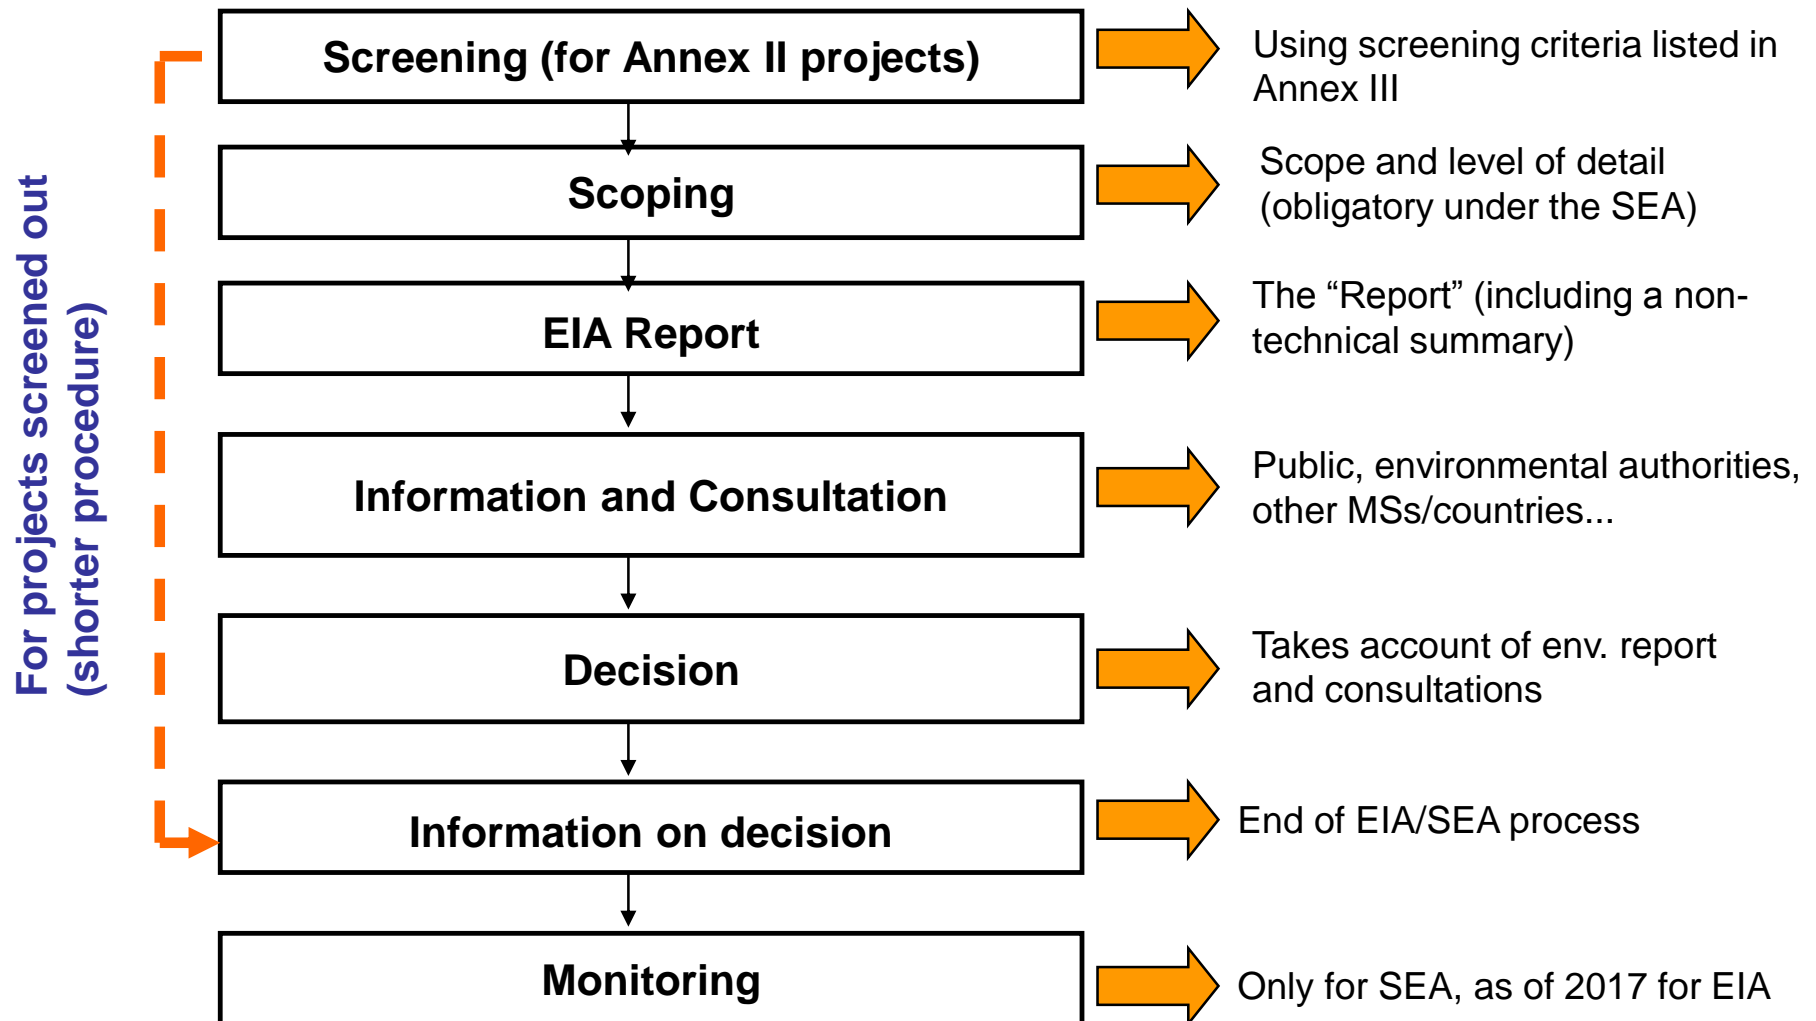 For projects screened out
(shorter procedure)
Screening (for Annex II projects)
Using screening criteria listed in
Annex III
Scoping
Scope and level of detail
(obligatory under the SEA)
EIA Report
The “Report” (including a non-
technical summary)
Information and Consultation
Public, environmental authorities,
other MSs/countries...
Decision
Takes account of env. report
and consultations
Information on decision
End of EIA/SEA process
Monitoring
Only for SEA, as of 2017 for EIA